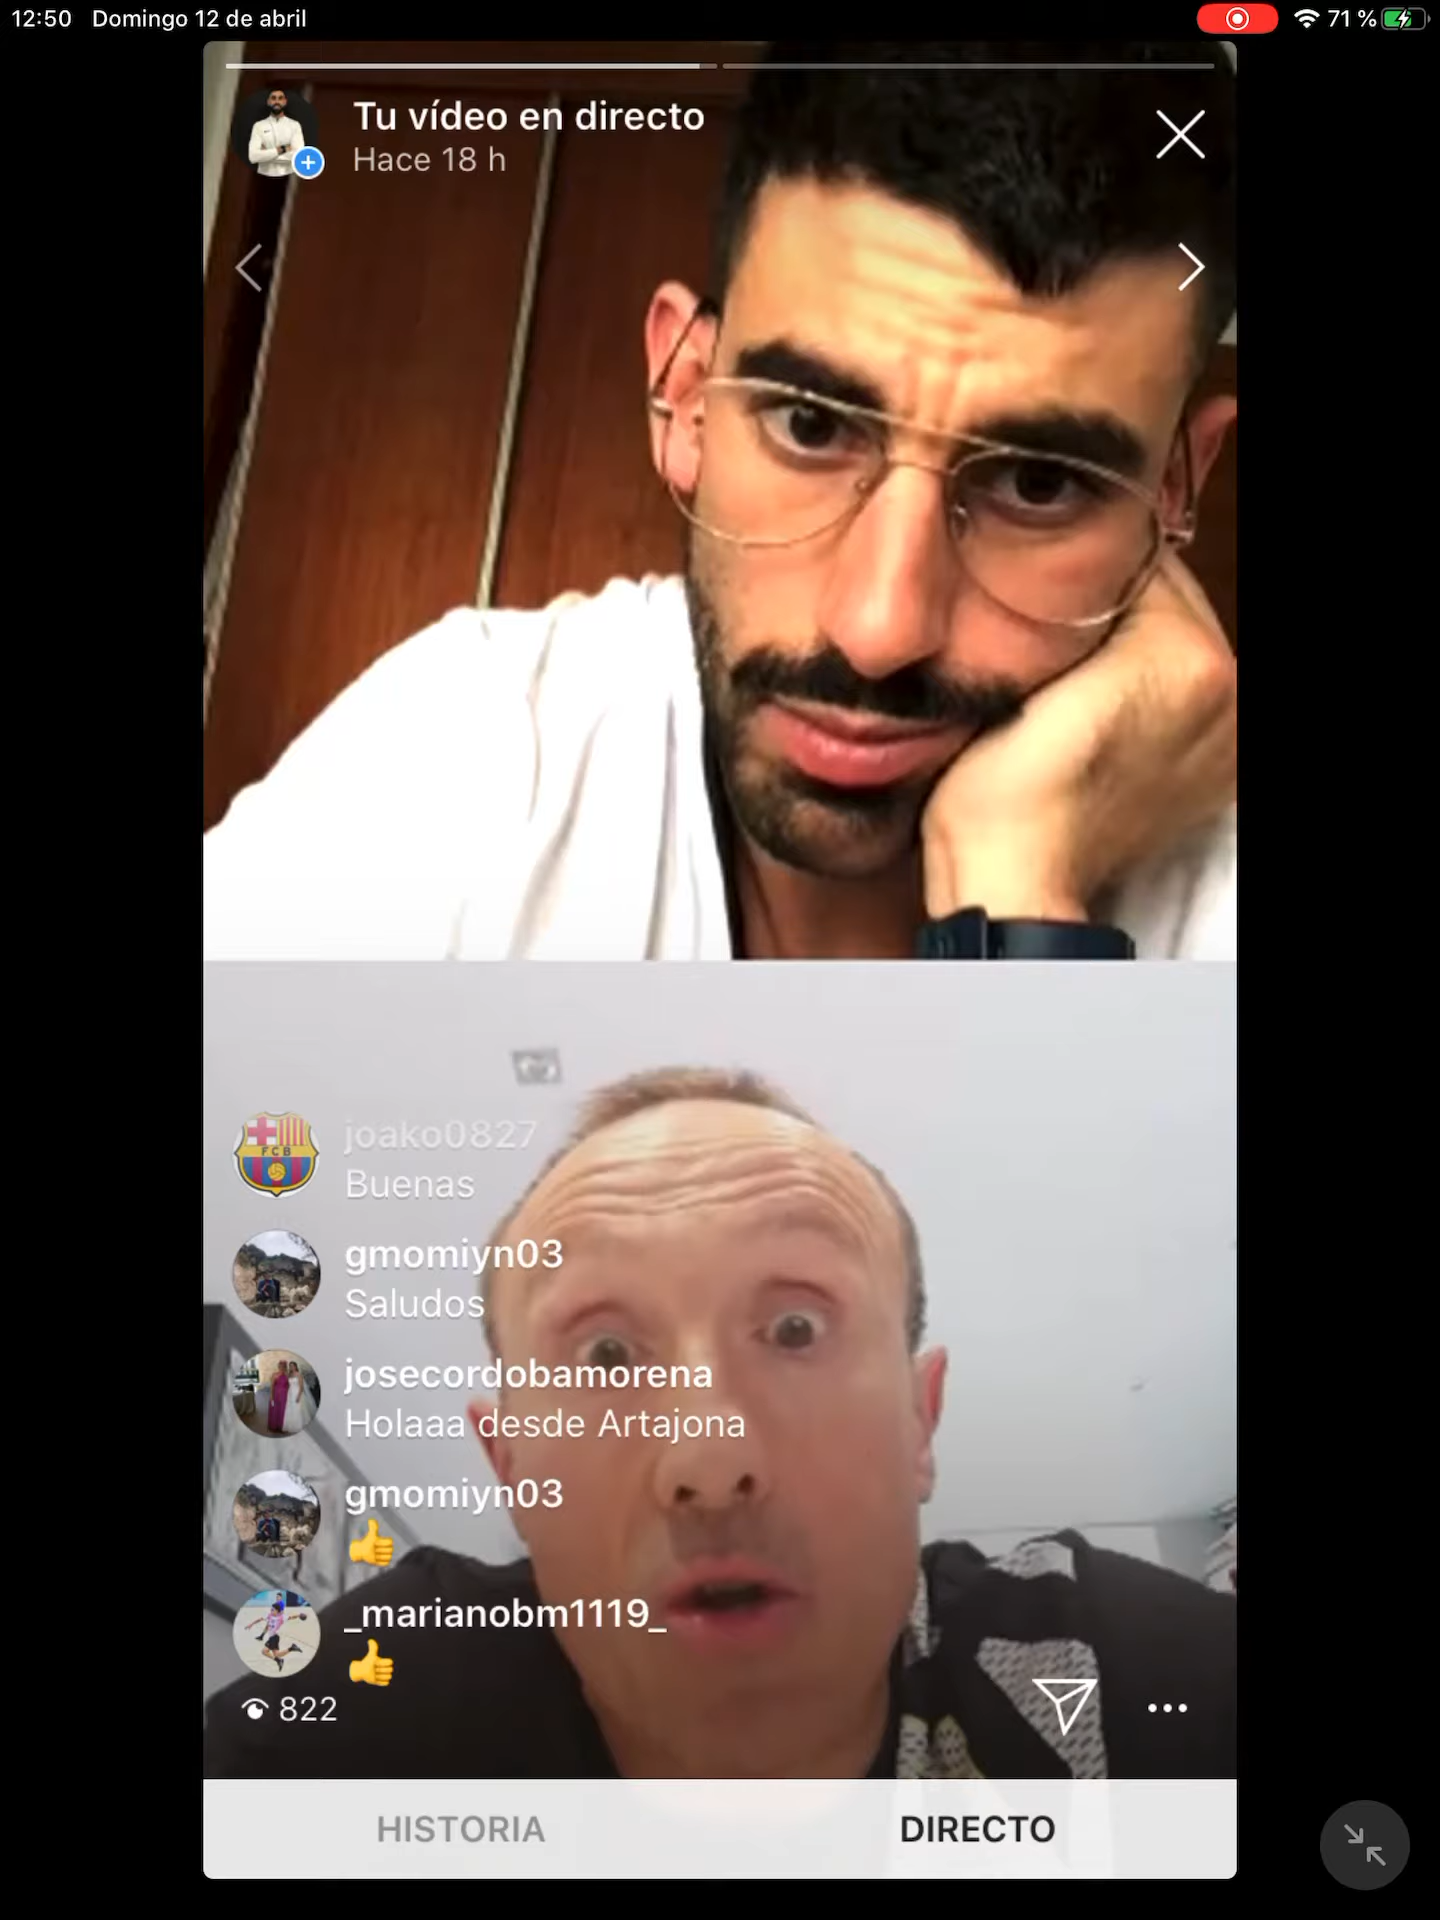 12:50 Domingo 12 de abril
71 %
Tu vídeo en directo
Hace 18 h
joako0827
Buenas
FCB
gmomiyn03
Saludos
josecordobamorena
Holaaa desde Artajona
gmomiyn03
👍
_marianobm1119_
👍
822
HISTORIA
DIRECTO